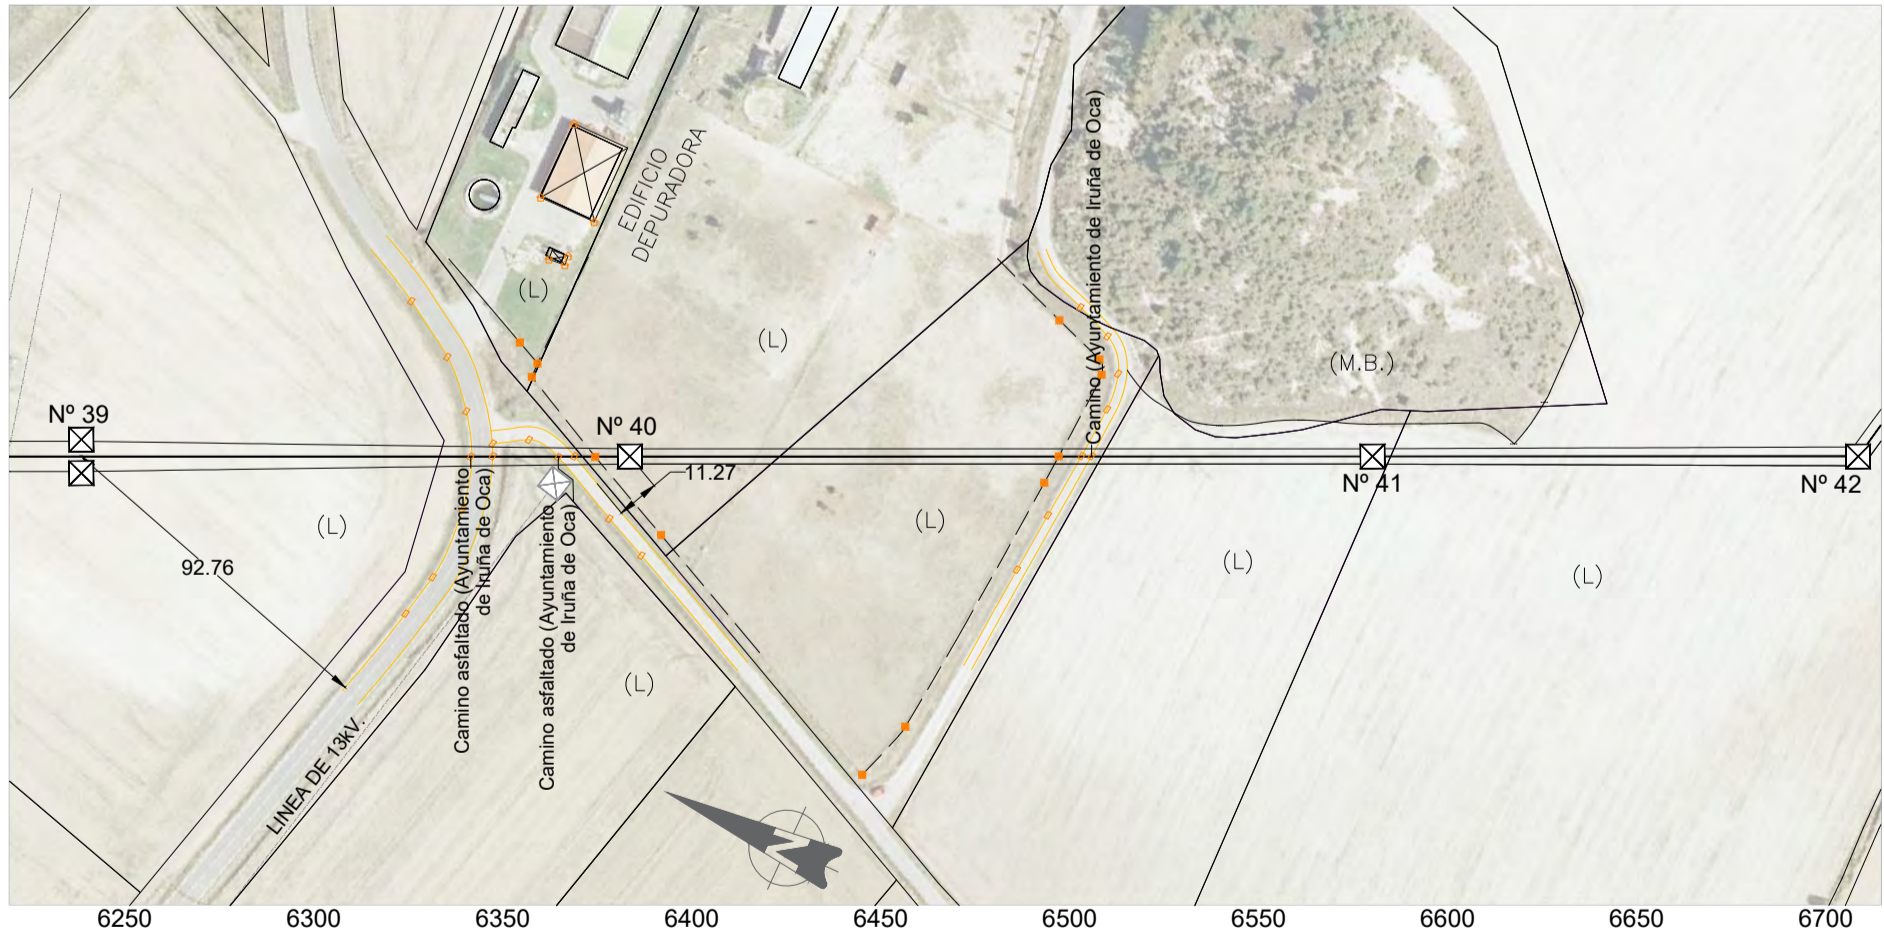 EDIFICIO
DEPURADORA
Camino (Ayuntamiento de Iruña de Oca)
(L)
(L)
(M.B.)
Nº 39
Nº 40
11.27
Nº 41
Nº 42
(L)
(L)
(L)
(L)
92.76
Camino asfaltado (Ayuntamiento
de Iruña de Oca)
Camino asfaltado (Ayuntamiento
de Iruña de Oca)
(L)
LINEA DE 13kV.
6250 6300 6350 6400 6450 6500 6550 6600 6650 6700